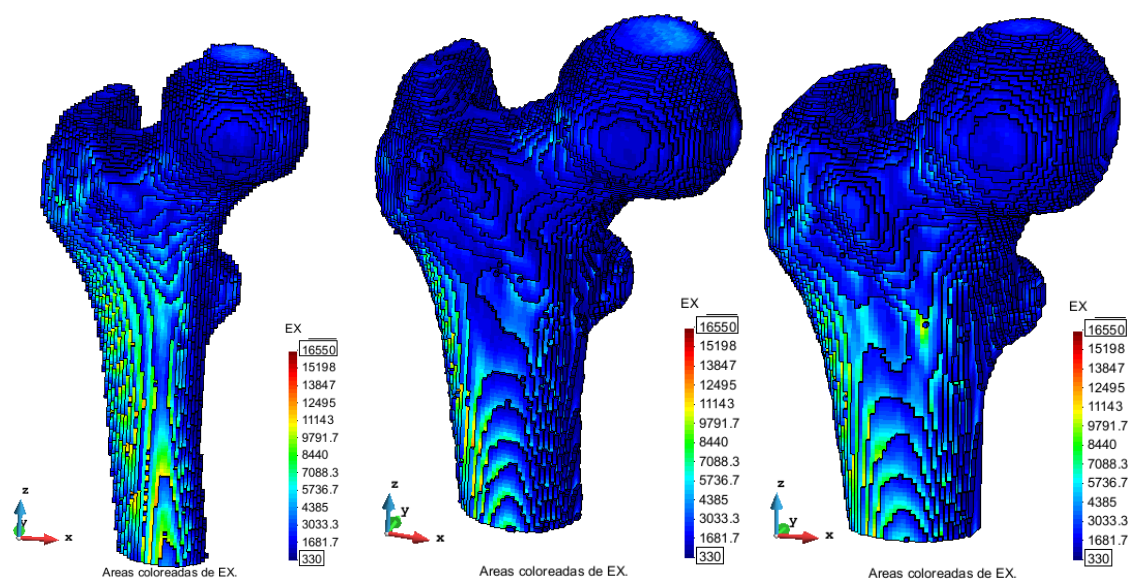 EX
16550
15198
13847
12495
11143
9791.7
8440
7088.3
5736.7
4385
3033.3
1681.7
330
z
y
x
Areas coloreadas de EX.
EX
16550
15198
13847
12495
11143
9791.7
8440
7088.3
5736.7
4385
3033.3
1681.7
330
z
y
x
Areas coloreadas de EX.
EX
16550
15198
13847
12495
11143
9791.7
8440
7088.3
5736.7
4385
3033.3
1681.7
330
z
y
x
Areas coloreadas de EX.